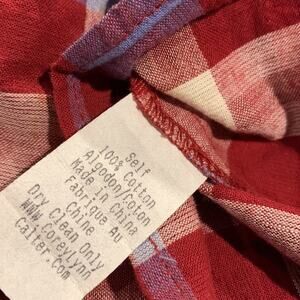 Self
100% Cotton
Algodon/Coton
Made in China
Fabrique Au
Chine
Dry Clean Only
WWW.Coreylynn
Calter.Com